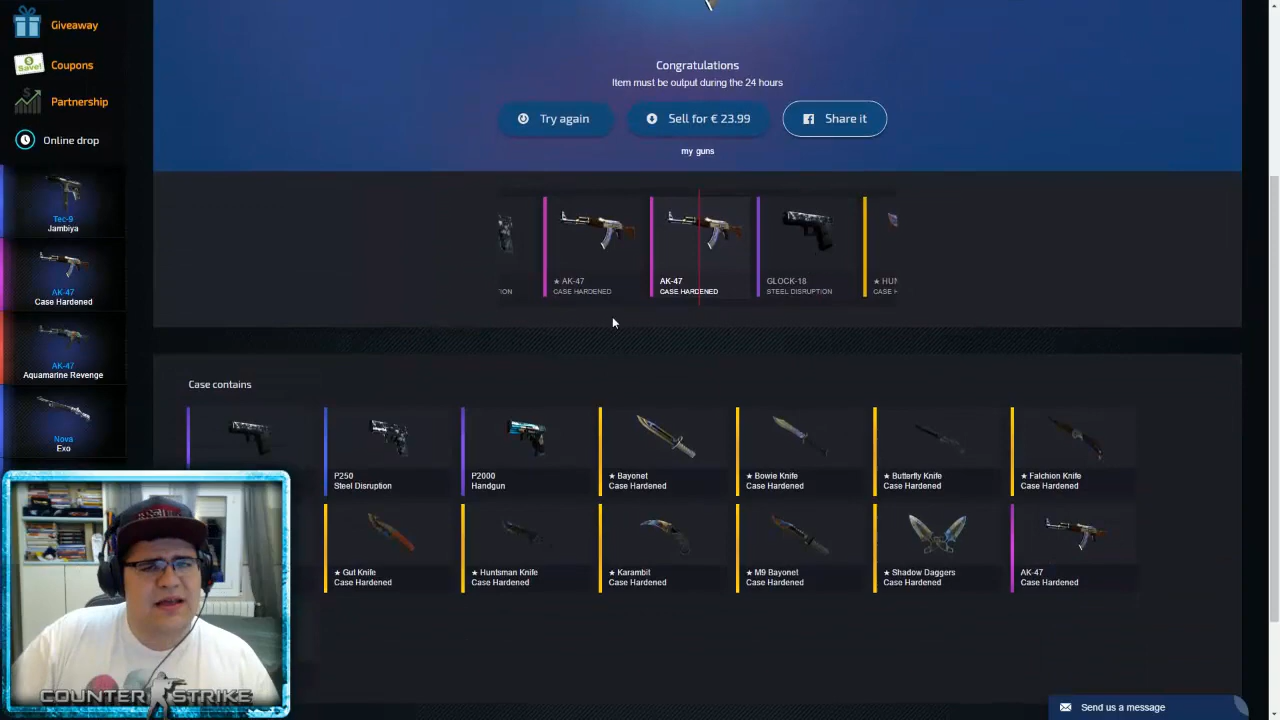 Giveaway
Coupons
Partnership
Online drop
Tec-9
Jambiya
AK-47
Case Hardened
AK-47
Aquamarine Revenge
Nova
Exo
Congratulations
Item must be output during the 24 hours
Try again
Sell for € 23.99
Share it
my guns
ION
★ AK-47
CASE HARDENED
AK-47
CASE HARDENED
GLOCK-18
STEEL DISRUPTION
★ HUN
CASE H
Case contains
P250
Steel Disruption
P2000
Handgun
★ Bayonet
Case Hardened
★ Bowie Knife
Case Hardened
★ Butterfly Knife
Case Hardened
★ Falchion Knife
Case Hardened
★ Gut Knife
Case Hardened
★ Huntsman Knife
Case Hardened
★ Karambit
Case Hardened
★ M9 Bayonet
Case Hardened
★ Shadow Daggers
Case Hardened
AK-47
Case Hardened
COUNTER STRIKE
Send us a message